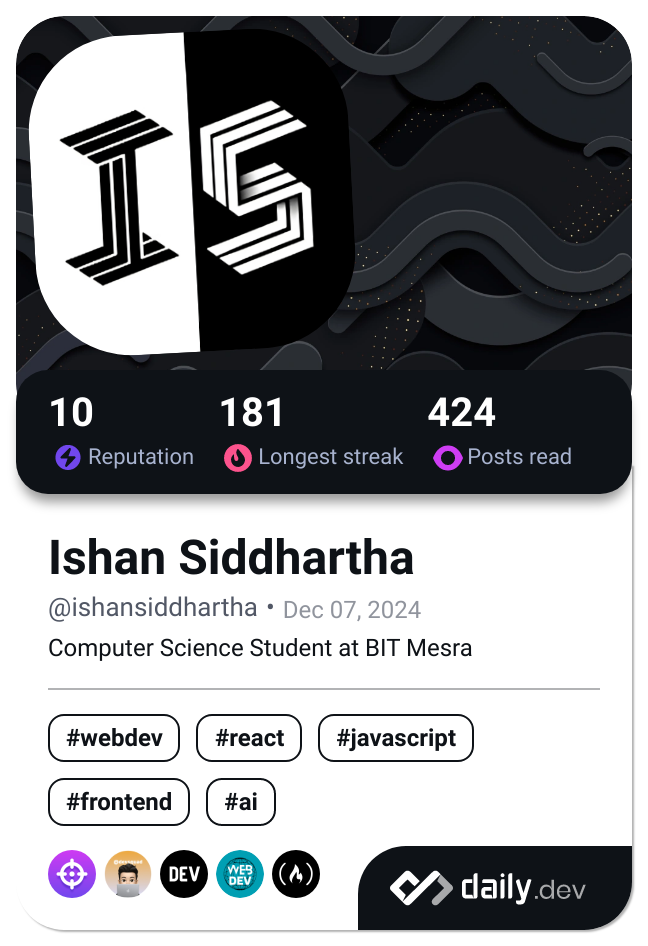 IS
10 181 424
Reputation Longest streak Posts read
Ishan Siddhartha
@ishansiddhartha • Dec 07, 2024
Computer Science Student at BIT Mesra
#webdev #react #javascript
#frontend #ai
DEV WEB DEV
daily.dev